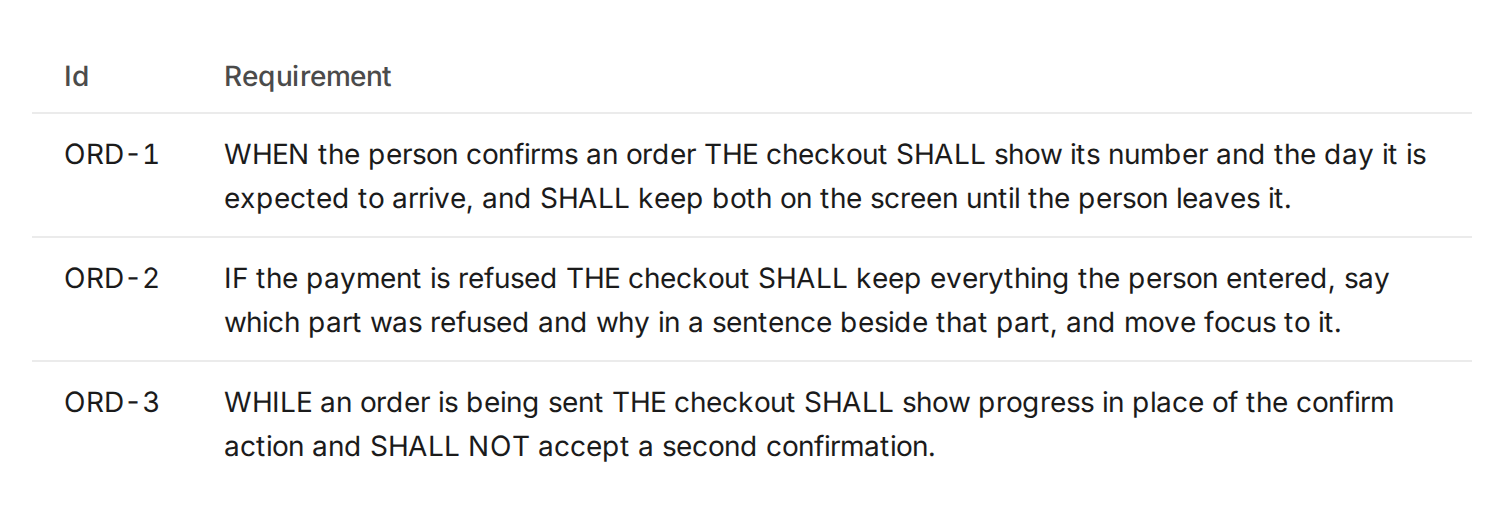 Id Requirement
ORD-1 WHEN the person confirms an order THE checkout SHALL show its number and the day it is
expected to arrive, and SHALL keep both on the screen until the person leaves it.
ORD-2 IF the payment is refused THE checkout SHALL keep everything the person entered, say
which part was refused and why in a sentence beside that part, and move focus to it.
ORD-3 WHILE an order is being sent THE checkout SHALL show progress in place of the confirm
action and SHALL NOT accept a second confirmation.